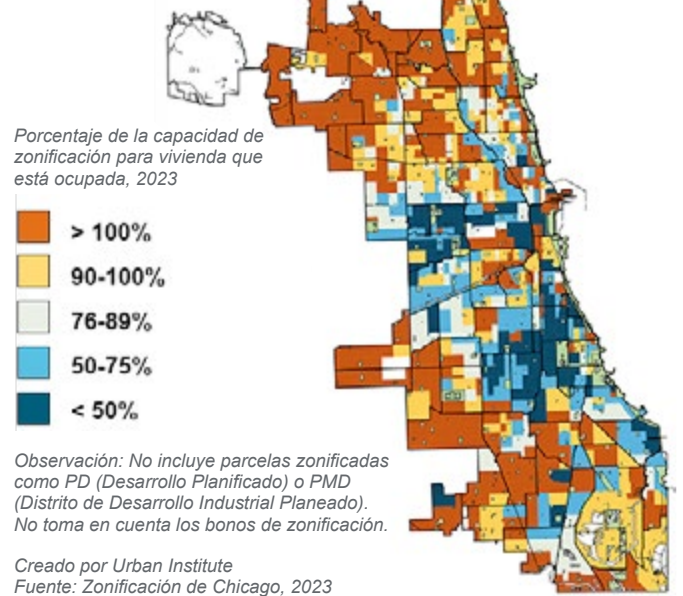 Porcentaje de la capacidad de
zonificación para vivienda que
está ocupada, 2023
> 100%
90-100%
76-89%
50-75%
< 50%
Observación: No incluye parcelas zonificadas
como PD (Desarrollo Planificado) o PMD
(Distrito de Desarrollo Industrial Planeado).
No toma en cuenta los bonos de zonificación.
Creado por Urban Institute
Fuente: Zonificación de Chicago, 2023